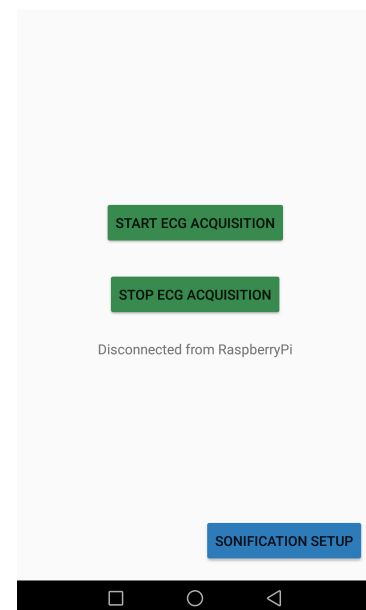 START ECG ACQUISITION
STOP ECG ACQUISITION
Disconnected from RaspberryPi
SONIFICATION SETUP